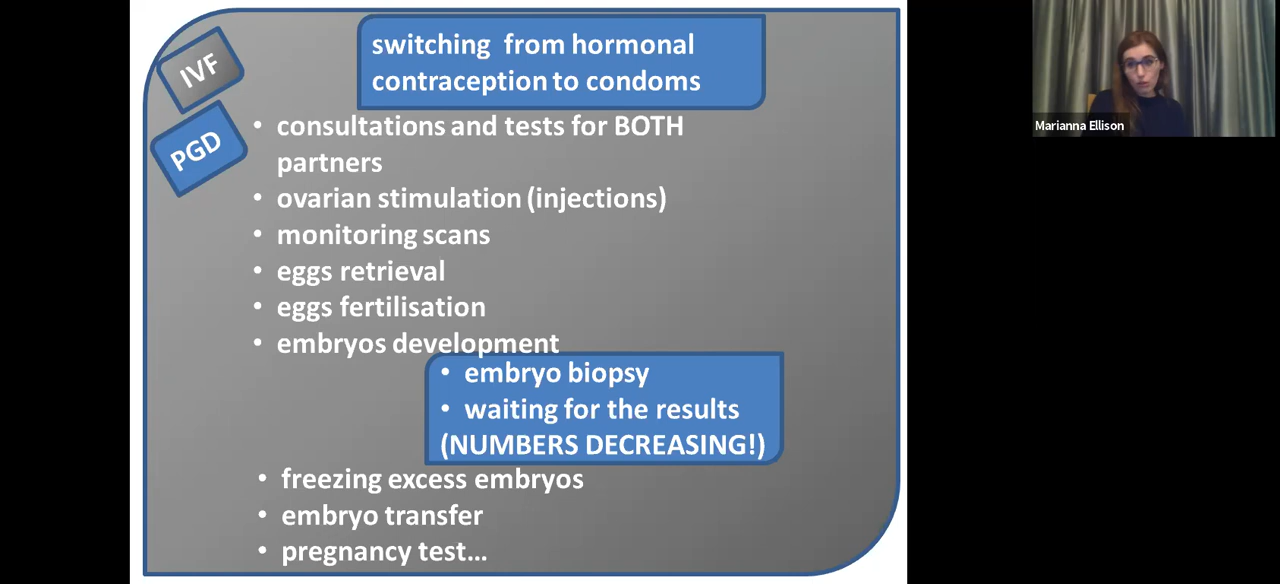 IVF
PGD
switching from hormonal
contraception to condoms
• consultations and tests for BOTH
partners
• ovarian stimulation (injections)
• monitoring scans
• eggs retrieval
• eggs fertilisation
• embryos development
• embryo biopsy
• waiting for the results
(NUMBERS DECREASING!)
• freezing excess embryos
• embryo transfer
• pregnancy test...
Marianna Ellison